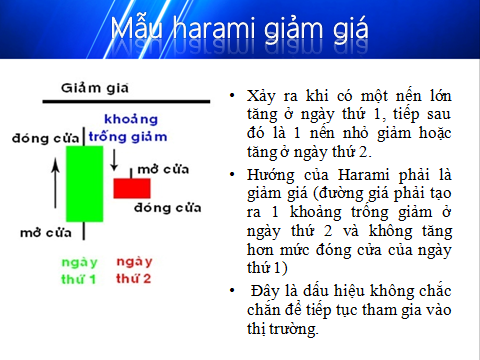 Mẫu harami giảm giá
Giảm giá
đóng cửa
khoảng
trống giảm
mở cửa
đóng cửa
mở cửa
ngày
thứ 1
ngày
thứ 2
• Xảy ra khi có một nến lớn
tăng ở ngày thứ 1, tiếp sau
đó là 1 nến nhỏ giảm hoặc
tăng ở ngày thứ 2.
• Hướng của Harami phải là
giảm giá (đường giá phải tạo
ra 1 khoảng trống giảm ở
ngày thứ 2 và không tăng
hơn mức đóng cửa của ngày
thứ 1)
• Đây là dấu hiệu không chắc
chắn để tiếp tục tham gia vào
thị trường.